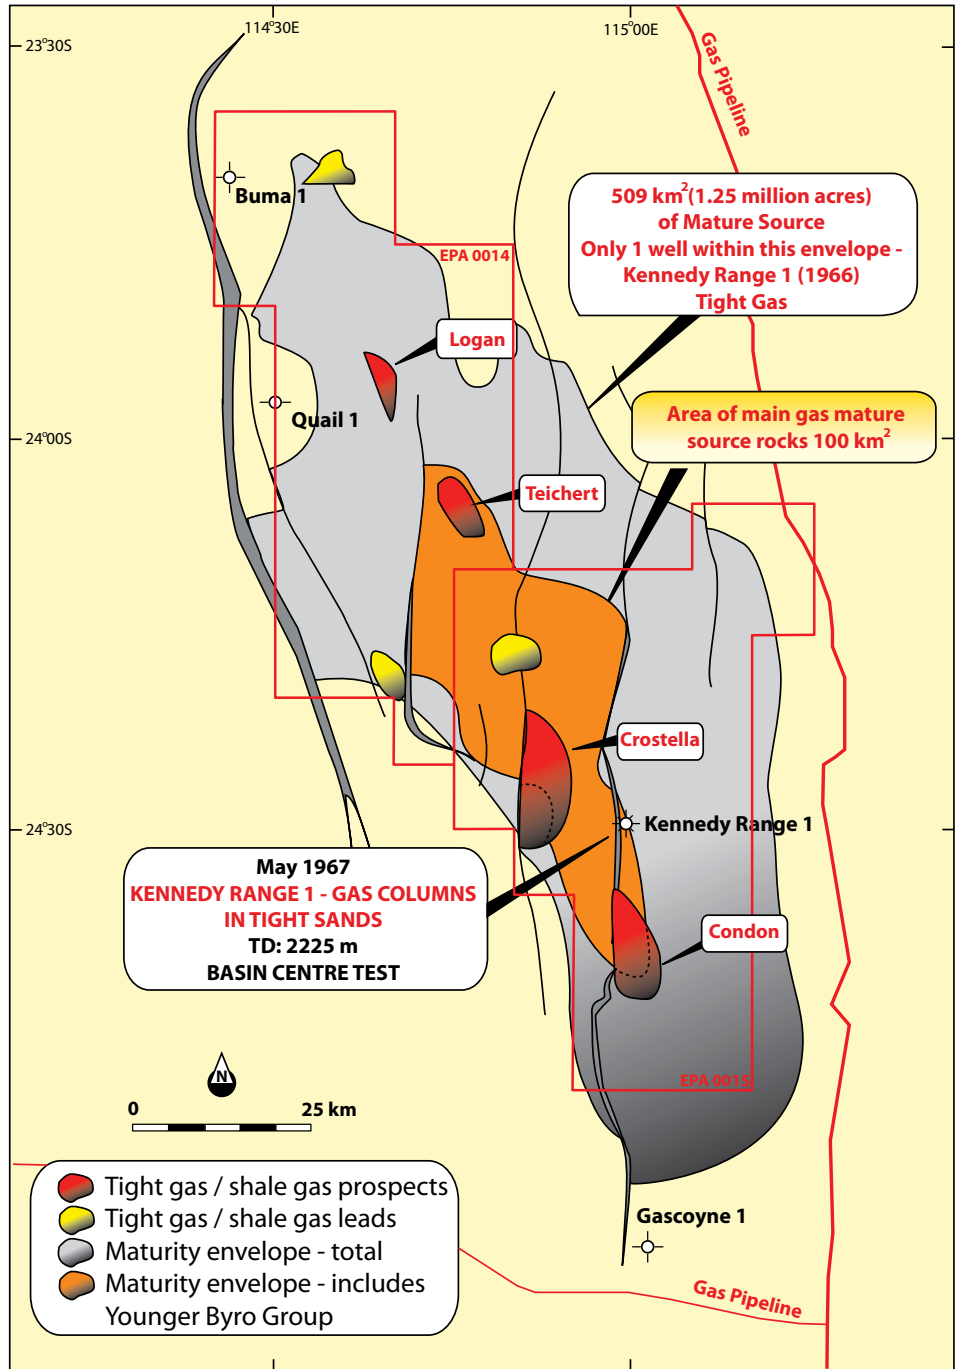 114°30E
115°00E
23°30S
Gas Pipeline
Buma 1
509 km²(1.25 million acres)
of Mature Source
Only 1 well within this envelope -
Kennedy Range 1 (1966)
Tight Gas
EPA 0014
Logan
Quail 1
Area of main gas mature
source rocks 100 km²
24°00S
Teichert
Crostella
24°30S
Kennedy Range 1
May 1967
KENNEDY RANGE 1 - GAS COLUMNS
IN TIGHT SANDS
TD: 2225 m
BASIN CENTRE TEST
Condon
N
EPA 0015
0 25 km
Tight gas / shale gas prospects
Tight gas / shale gas leads
Maturity envelope - total
Maturity envelope - includes
Younger Byro Group
Gascoyne 1
Gas Pipeline